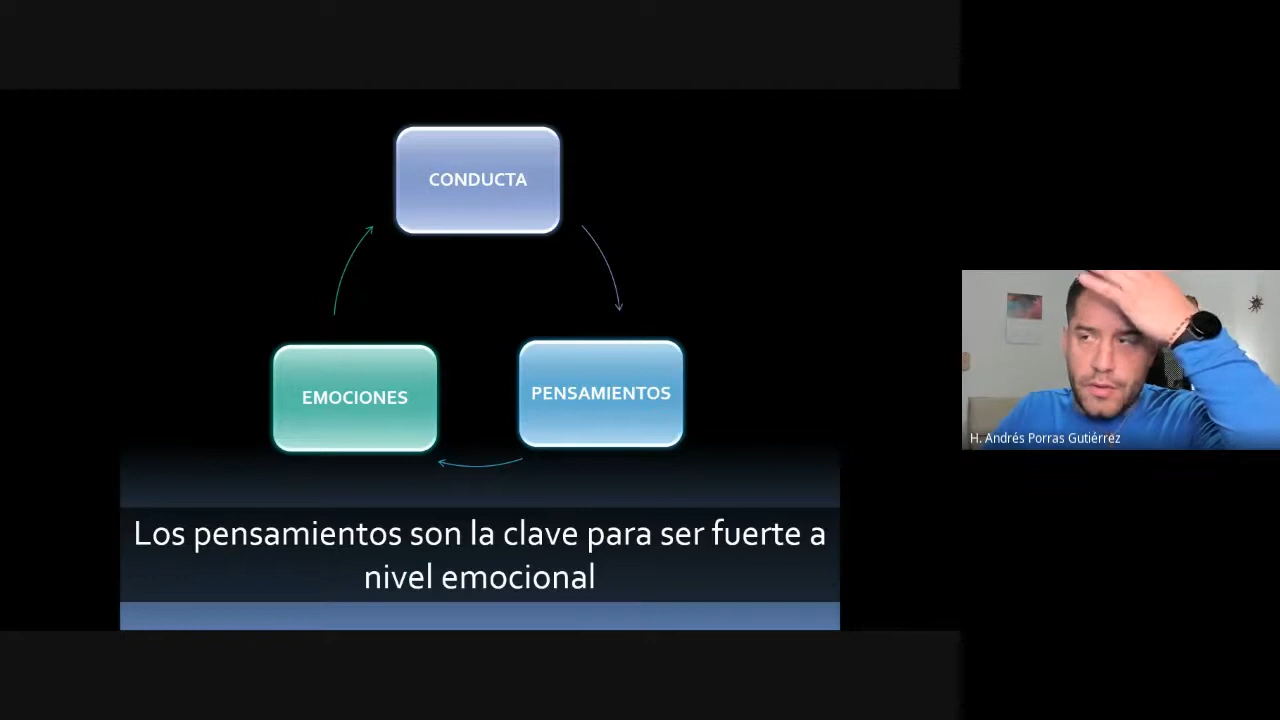 CONDUCTA
EMOCIONES
PENSAMIENTOS
Los pensamientos son la clave para ser fuerte a
nivel emocional
H. Andrés Porras Gutiérrez